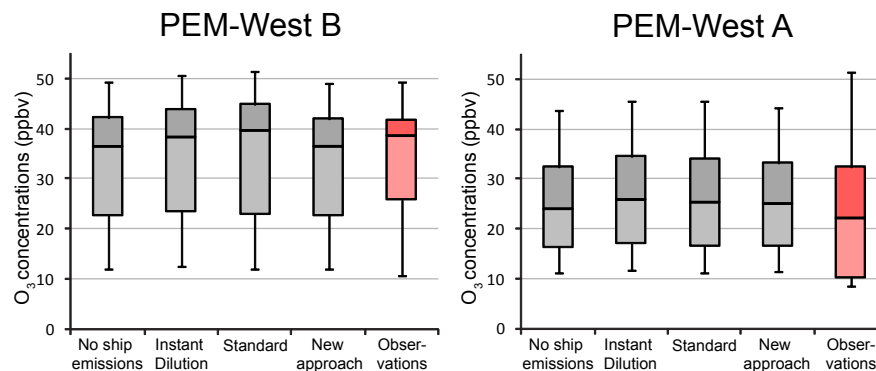 PEM-West B
O3 concentrations (ppbv)
50
40
30
20
10
0
No ship
emissions
Instant
Dilution
Standard
New
approach
Obser-
vations
PEM-West A
O3 concentrations (ppbv)
50
40
30
20
10
0
No ship
emissions
Instant
Dilution
Standard
New
approach
Obser-
vations